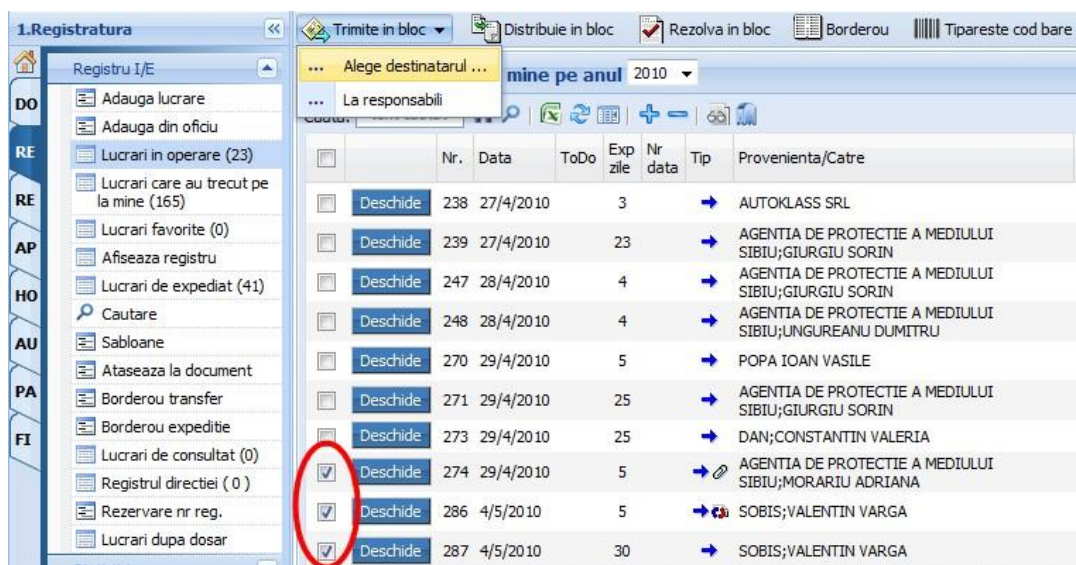 1.Registratura
Trimite in bloc
Distribuie in bloc
Rezolva in bloc
Borderou
Tipareste cod bare
Alege destinatarul ...
La responsabili
mine pe anul 2010
DO
RE
RE
AP
HO
AU
PA
FI
Registru I/E
Adauga lucrare
Adauga din oficiu
Lucrari in operare (23)
Lucrari care au trecut pe
la mine (165)
Lucrari favorite (0)
Afiseaza registru
Lucrari de expediat (41)
Cautare
Sabloane
Ataseaza la document
Borderou transfer
Borderou expeditie
Lucrari de consultat (0)
Registrul directiei ( 0 )
Rezervare nr reg.
Lucrari dupa dosar
Nr. Data ToDo Exp zile Nr data Tip Provenienta/Catre
Deschide 238 27/4/2010 3 AUTOKLASS SRL
Deschide 239 27/4/2010 23 AGENTIA DE PROTECTIE A MEDIULUI
SIBIU;GIURGIU SORIN
Deschide 247 28/4/2010 4 AGENTIA DE PROTECTIE A MEDIULUI
SIBIU;GIURGIU SORIN
Deschide 248 28/4/2010 4 AGENTIA DE PROTECTIE A MEDIULUI
SIBIU;UNGUREANU DUMITRU
Deschide 270 29/4/2010 5 POPA IOAN VASILE
Deschide 271 29/4/2010 25 AGENTIA DE PROTECTIE A MEDIULUI
SIBIU;GIURGIU SORIN
Deschide 273 29/4/2010 25 DAN;CONSTANTIN VALERIA
Deschide 274 29/4/2010 5 AGENTIA DE PROTECTIE A MEDIULUI
SIBIU;MORARIU ADRIANA
Deschide 286 4/5/2010 5 SOBIS;VALENTIN VARGA
Deschide 287 4/5/2010 30 SOBIS;VALENTIN VARGA